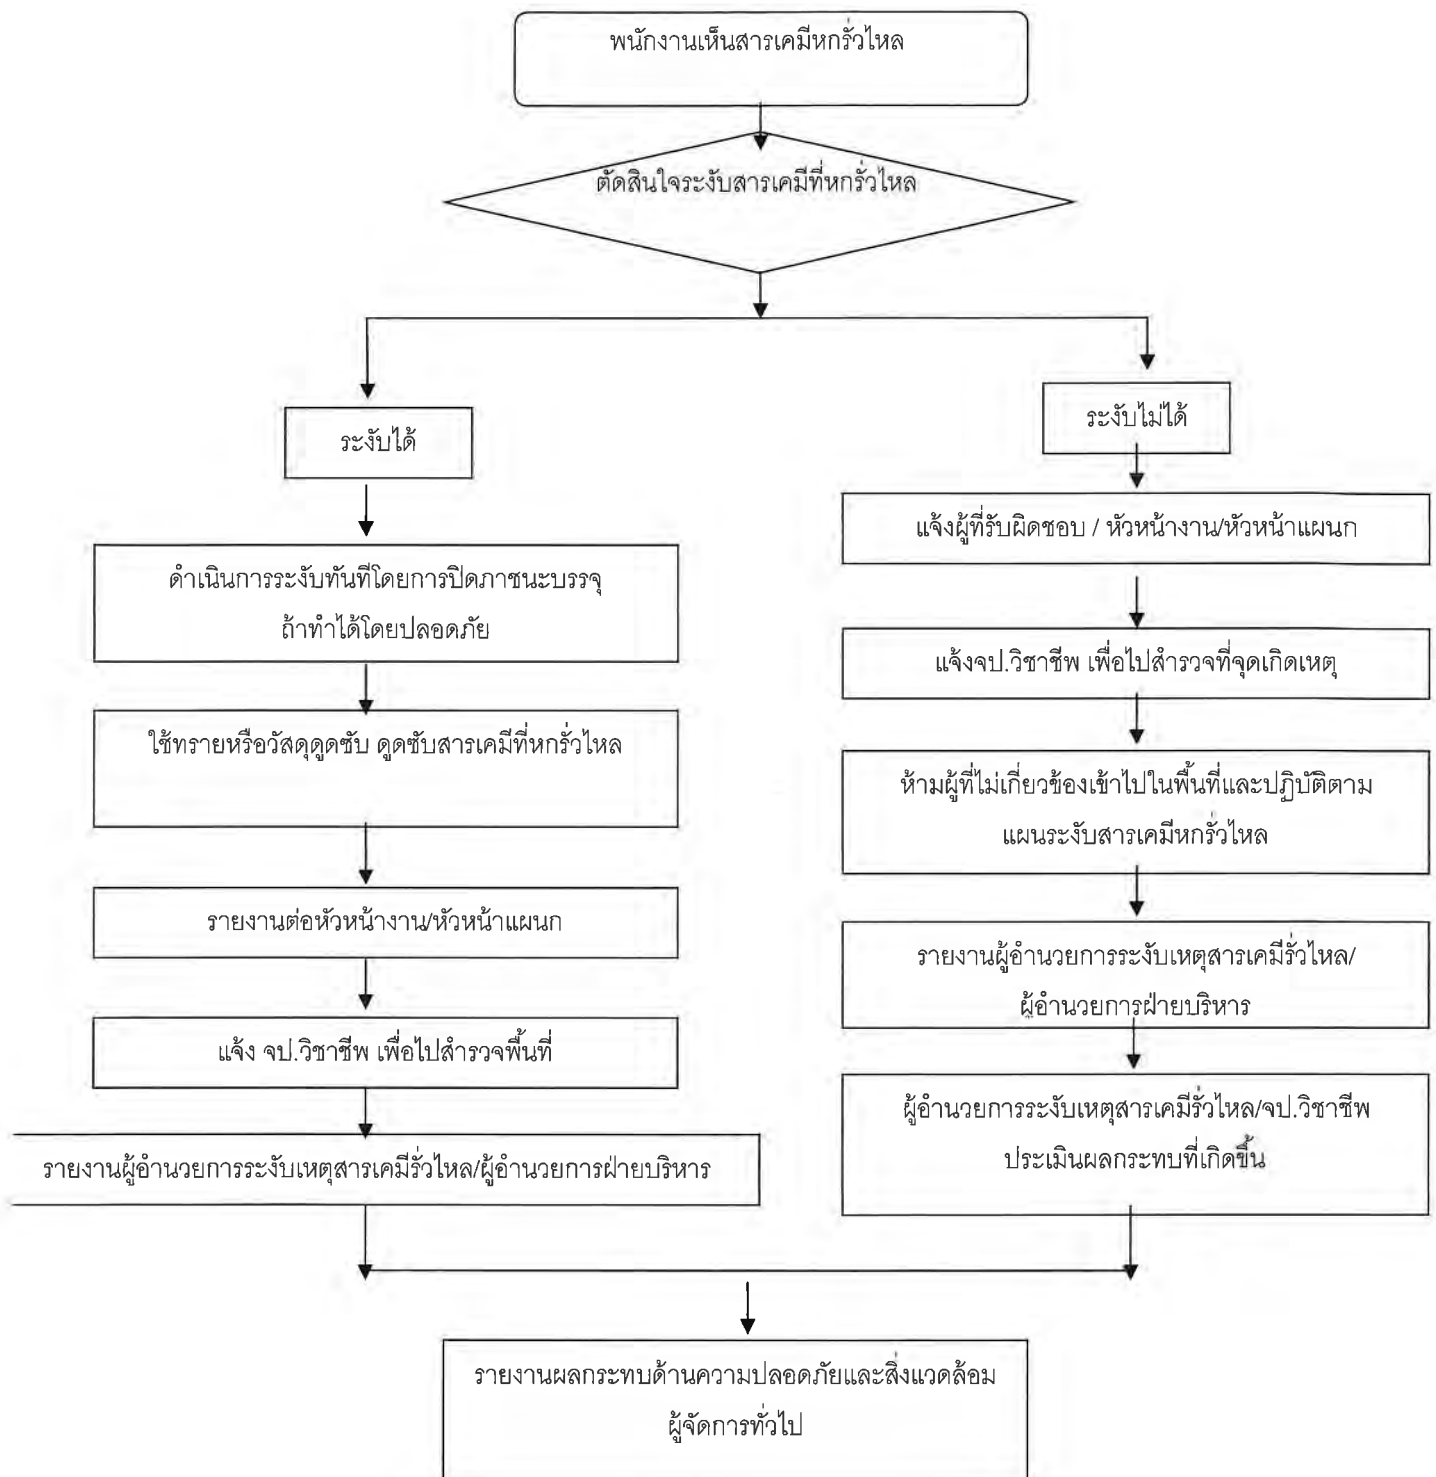 พนักงานเห็นสารเคมีหกรั่วไหล
ตัดสินใจระงับสารเคมีที่หกรั่วไหล
ระงับได้
ดำเนินการระงับทันทีโดยการปิดภาชนะบรรจุ
ถ้าทำได้โดยปลอดภัย
ใช้ทรายหรือวัสดุดูดซับ ดูดซับสารเคมีที่หกรั่วไหล
รายงานต่อหัวหน้างาน/หัวหน้าแผนก
แจ้ง จป.วิชาชีพ เพื่อไปสำรวจพื้นที่
รายงานผู้อำนวยการระงับเหตุสารเคมีรั่วไหล/ผู้อำนวยการฝ่ายบริหาร
ระงับไม่ได้
แจ้งผู้ที่รับผิดชอบ / หัวหน้างาน/หัวหน้าแผนก
แจ้งจป.วิชาชีพ เพื่อไปสำรวจที่จุดเกิดเหตุ
ห้ามผู้ที่ไม่เกี่ยวข้องเข้าไปในพื้นที่และปฏิบัติตาม
แผนระงับสารเคมีหกรั่วไหล
รายงานผู้อำนวยการระงับเหตุสารเคมีรั่วไหล/
ผู้อำนวยการฝ่ายบริหาร
ผู้อำนวยการระงับเหตุสารเคมีรั่วไหล/จป.วิชาชีพ
ประเมินผลกระทบที่เกิดขึ้น
รายงานผลกระทบด้านความปลอดภัยและสิ่งแวดล้อม
ผู้จัดการทั่วไป